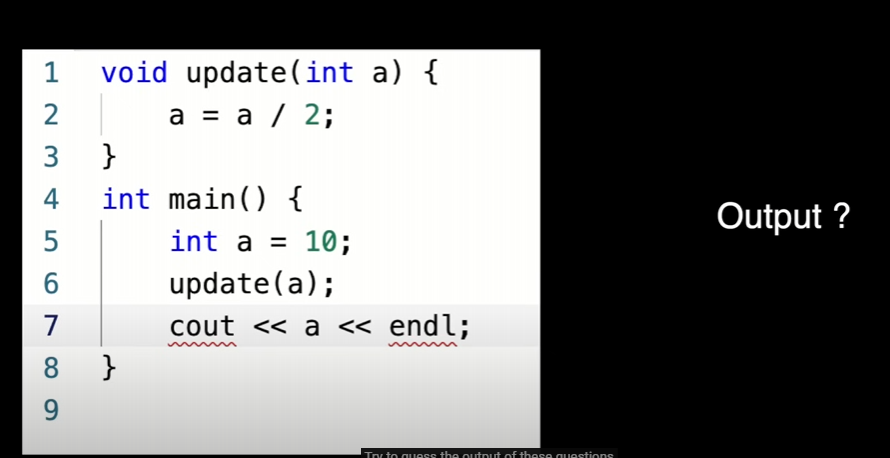 1 void update(int a) {
2 a = a / 2;
3 }
4 int main() {
5 int a = 10;
6 update(a);
7 cout << a << endl;
8 }
9
Output ?
Try to guess the output of these questions